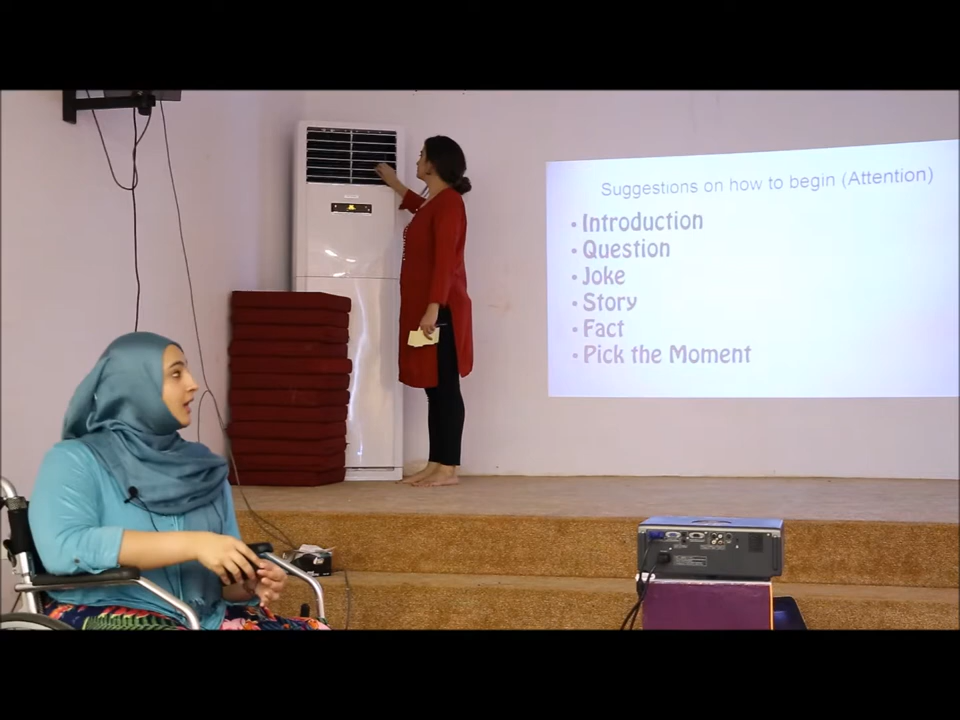 Suggestions on how to begin (Attention)
• Introduction
• Question
• Joke
• Story
• Fact
• Pick the Moment